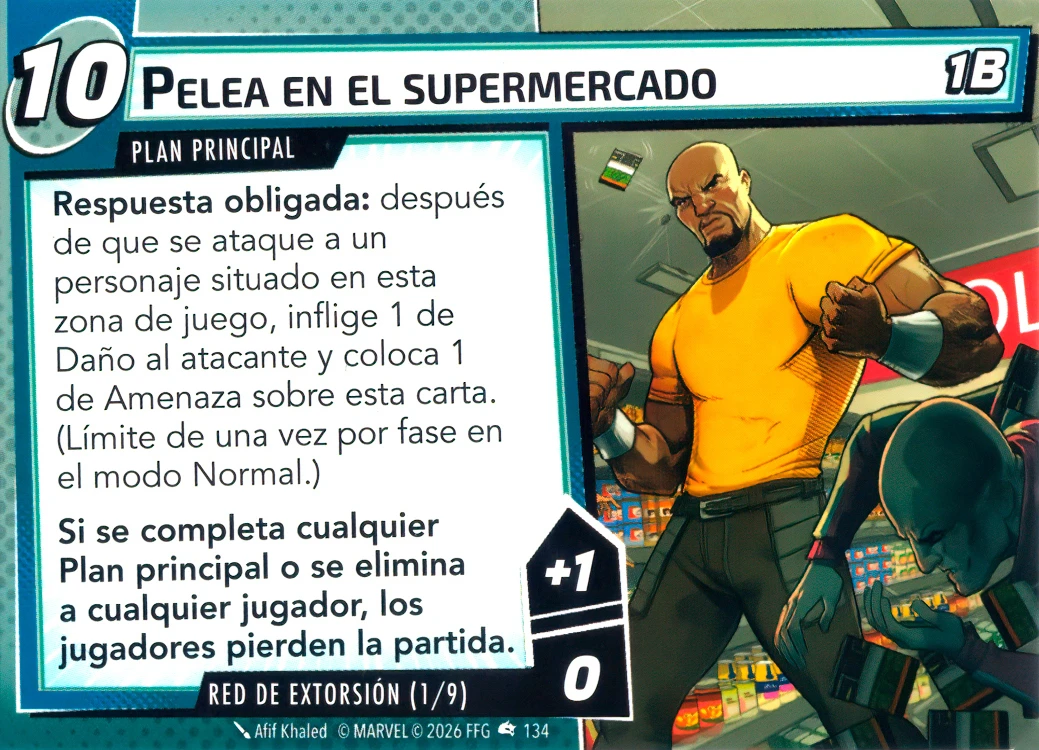 10
PELEA EN EL SUPERMERCADO
1B
PLAN PRINCIPAL
Respuesta obligada: después
de que se ataque a un
personaje situado en esta
zona de juego, inflige 1 de
Daño al atacante y coloca 1
de Amenaza sobre esta carta.
(Límite de una vez por fase en
el modo Normal.)
Si se completa cualquier
Plan principal o se elimina
a cualquier jugador, los
jugadores pierden la partida.
+1
0
RED DE EXTORSIÓN (1/9)
Afif Khaled © MARVEL © 2026 FFG 134
OL